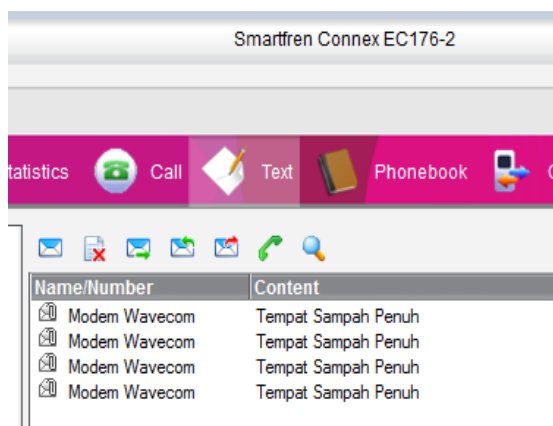 Smartfren Connex EC176-2
tatistics Call Text Phonebook
Name/Number Content
Modem Wavecom Tempat Sampah Penuh
Modem Wavecom Tempat Sampah Penuh
Modem Wavecom Tempat Sampah Penuh
Modem Wavecom Tempat Sampah Penuh